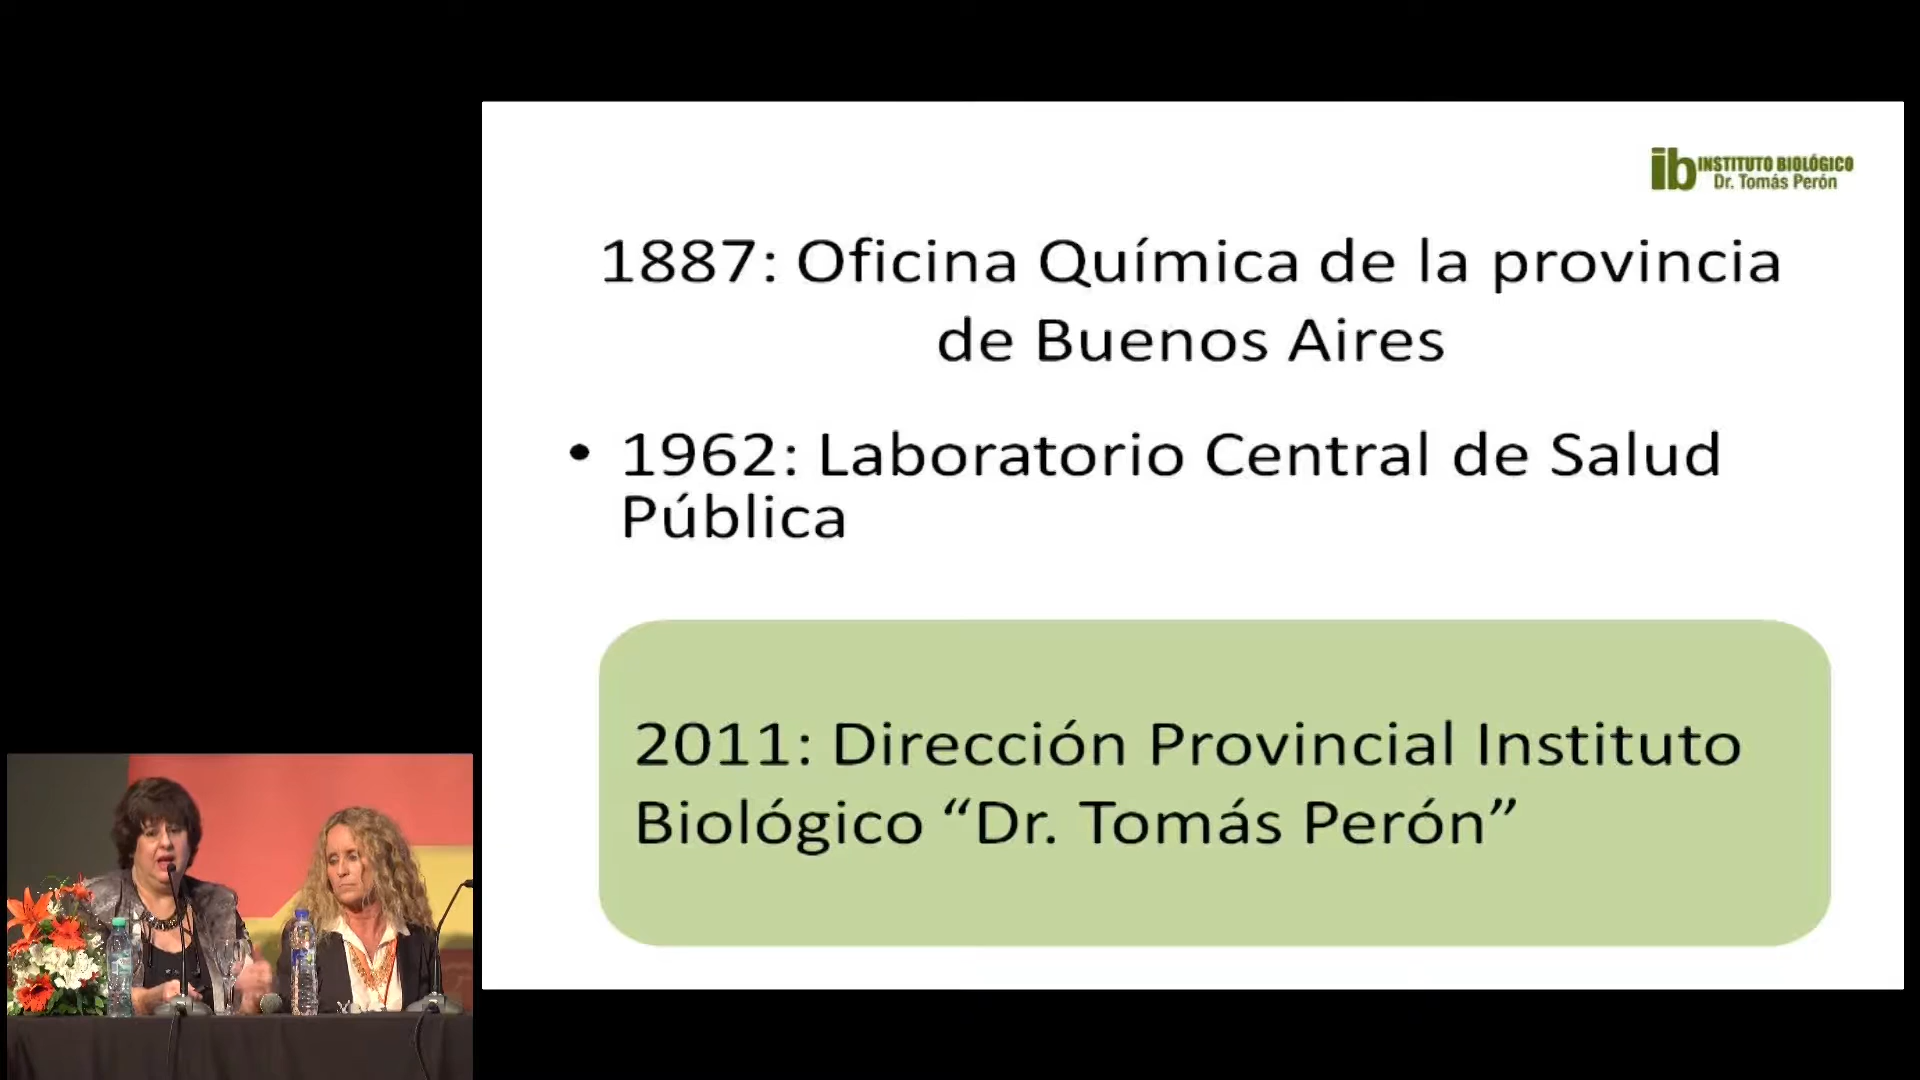 ib INSTITUTO BIOLÓGICO
Dr. Tomás Perón
1887: Oficina Química de la provincia
de Buenos Aires
• 1962: Laboratorio Central de Salud
Pública
2011: Dirección Provincial Instituto
Biológico “Dr. Tomás Perón”